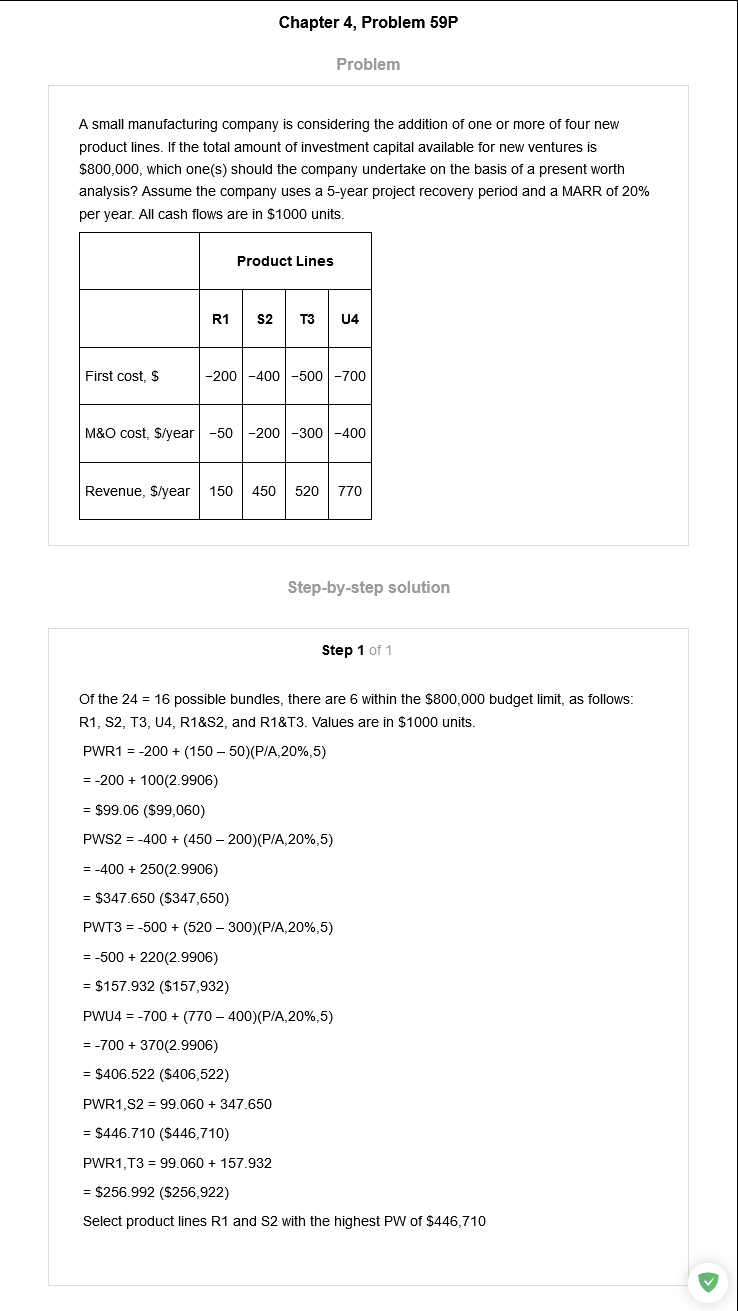 Chapter 4, Problem 59P
Problem
A small manufacturing company is considering the addition of one or more of four new
product lines. If the total amount of investment capital available for new ventures is
$800,000, which one(s) should the company undertake on the basis of a present worth
analysis? Assume the company uses a 5-year project recovery period and a MARR of 20%
per year. All cash flows are in $1000 units.
Product Lines
R1 S2 T3 U4
First cost, $ −200 −400 −500 −700
M&O cost, $/year −50 −200 −300 −400
Revenue, $/year 150 450 520 770
Step-by-step solution
Step 1 of 1
Of the 24 = 16 possible bundles, there are 6 within the $800,000 budget limit, as follows:
R1, S2, T3, U4, R1&S2, and R1&T3. Values are in $1000 units.
PWR1 = -200 + (150 – 50)(P/A,20%,5)
= -200 + 100(2.9906)
= $99.06 ($99,060)
PWS2 = -400 + (450 – 200)(P/A,20%,5)
= -400 + 250(2.9906)
= $347.650 ($347,650)
PWT3 = -500 + (520 – 300)(P/A,20%,5)
= -500 + 220(2.9906)
= $157.932 ($157,932)
PWU4 = -700 + (770 – 400)(P/A,20%,5)
= -700 + 370(2.9906)
= $406.522 ($406,522)
PWR1,S2 = 99.060 + 347.650
= $446.710 ($446,710)
PWR1,T3 = 99.060 + 157.932
= $256.992 ($256,922)
Select product lines R1 and S2 with the highest PW of $446,710